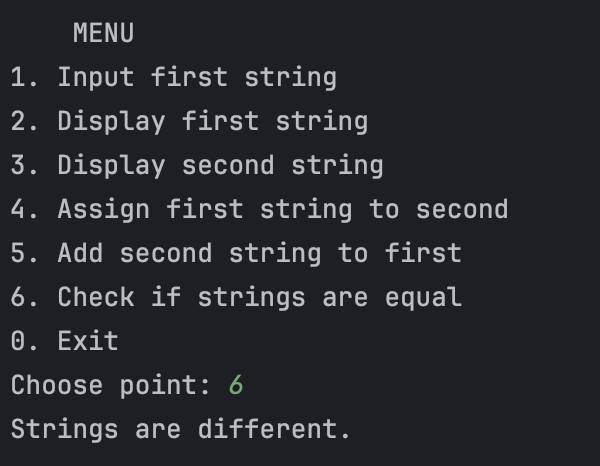 MENU
1. Input first string
2. Display first string
3. Display second string
4. Assign first string to second
5. Add second string to first
6. Check if strings are equal
0. Exit
Choose point: 6
Strings are different.